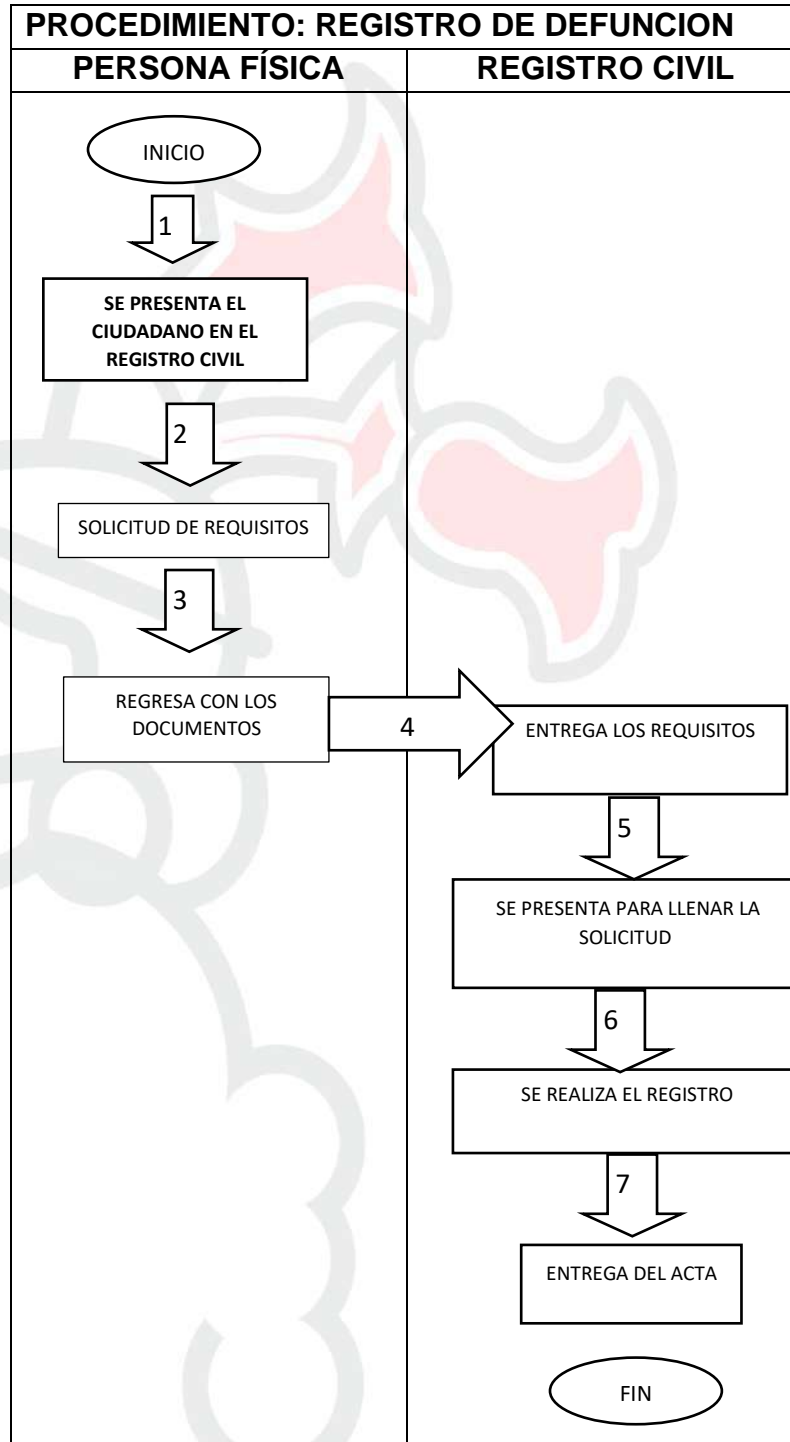 PROCEDIMIENTO: REGISTRO DE DEFUNCION
PERSONA FÍSICA
REGISTRO CIVIL
INICIO
1
SE PRESENTA EL
CIUDADANO EN EL
REGISTRO CIVIL
2
SOLICITUD DE REQUISITOS
3
REGRESA CON LOS
DOCUMENTOS
4
ENTREGA LOS REQUISITOS
5
SE PRESENTA PARA LLENAR LA
SOLICITUD
6
SE REALIZA EL REGISTRO
7
ENTREGA DEL ACTA
FIN